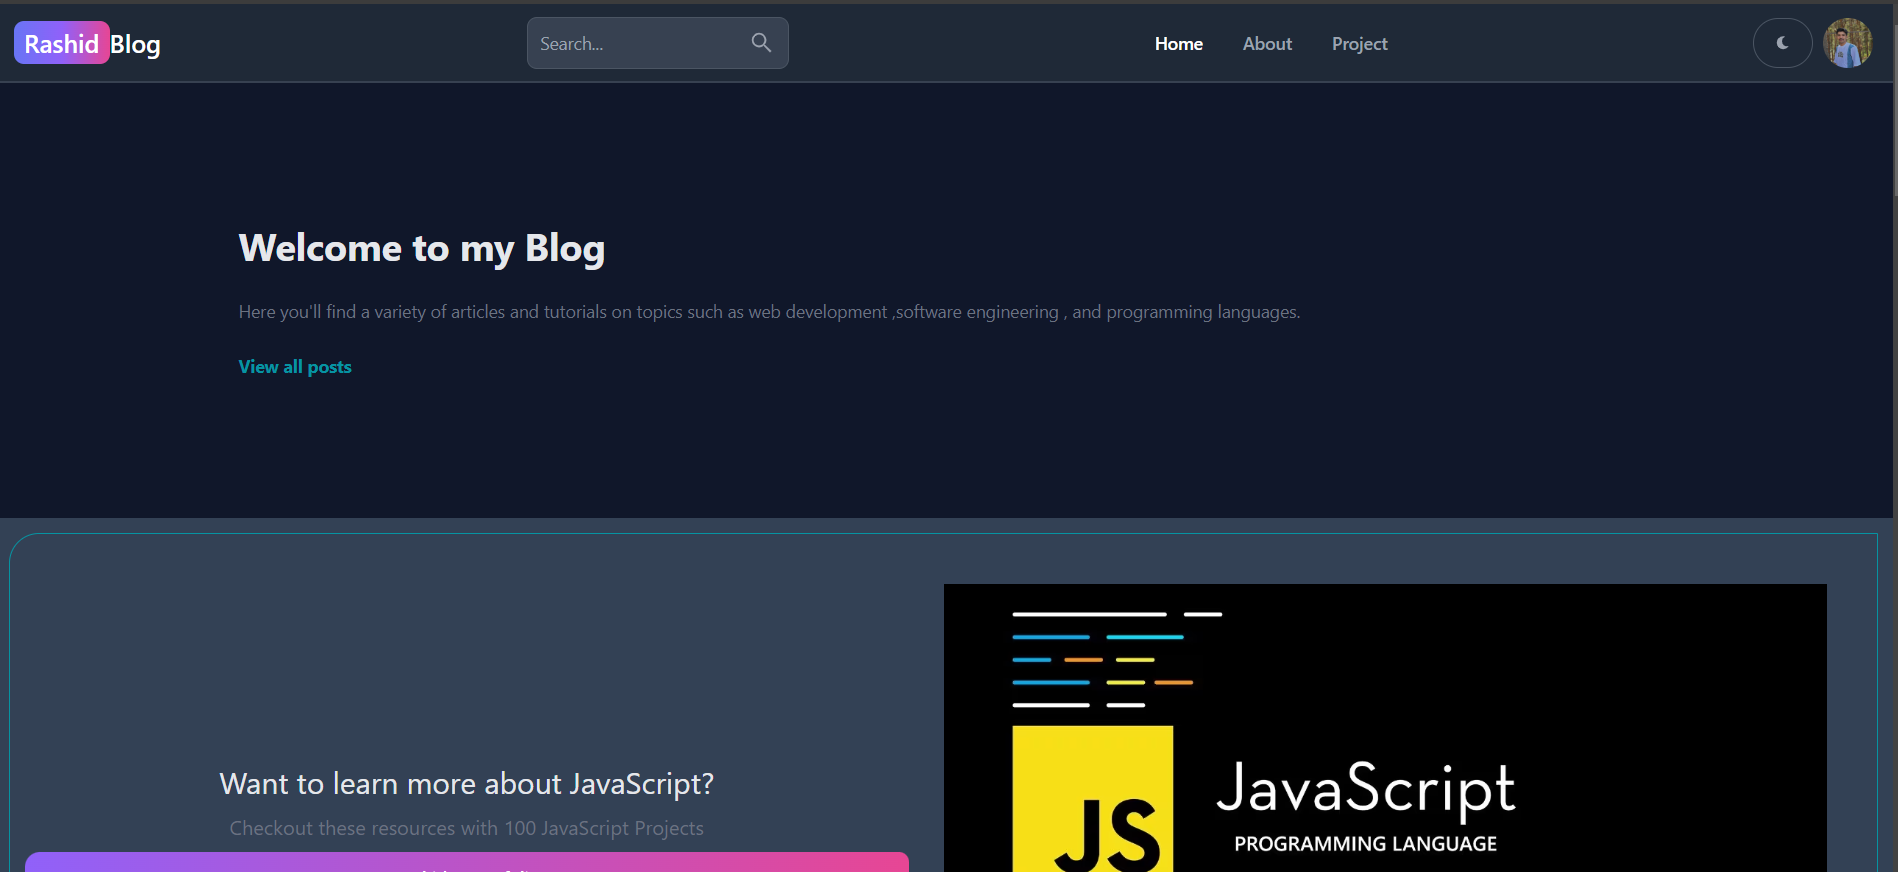 Rashid Blog
Search...
Home
About
Project
Welcome to my Blog
Here you'll find a variety of articles and tutorials on topics such as web development ,software engineering , and programming languages.
View all posts
Want to learn more about JavaScript?
Checkout these resources with 100 JavaScript Projects
JavaScript
PROGRAMMING LANGUAGE
JS